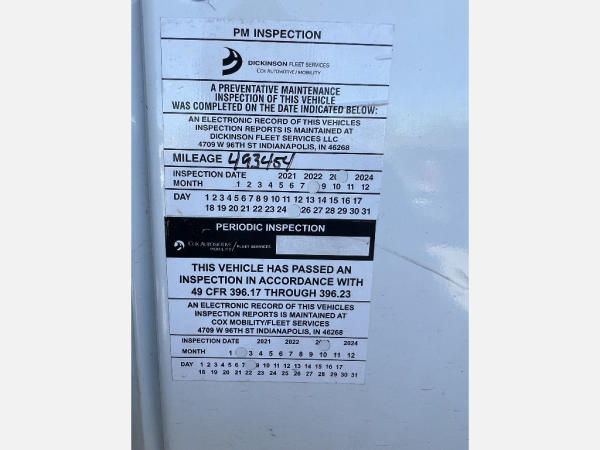 PM INSPECTION
DICKINSON FLEET SERVICES
COX AUTOMOTIVE / MOBILITY
A PREVENTATIVE MAINTENANCE
INSPECTION OF THIS VEHICLE
WAS COMPLETED ON THE DATE INDICATED BELOW:
AN ELECTRONIC RECORD OF THIS VEHICLES
INSPECTION REPORTS IS MAINTAINED AT
DICKINSON FLEET SERVICES LLC
4709 W 96TH ST INDIANAPOLIS, IN 46268
MILEAGE 493454
INSPECTION DATE 2021 2022 2024
MONTH 1 2 3 4 5 6 7 9 10 11 12
DAY 1 2 3 4 5 6 7 8 9 10 11 12 13 14 15 16 17
18 19 20 21 22 23 24 26 27 28 29 30 31
PERIODIC INSPECTION
COX AUTOMOTIVE MOBILITY / FLEET SERVICES
THIS VEHICLE HAS PASSED AN
INSPECTION IN ACCORDANCE WITH
49 CFR 396.17 THROUGH 396.23
AN ELECTRONIC RECORD OF THIS VEHICLES
INSPECTION REPORTS IS MAINTAINED AT
COX MOBILITY/FLEET SERVICES
4709 W 96TH ST INDIANAPOLIS, IN 46268
INSPECTION DATE 2021 2022 2024
MONTH 1 3 4 5 6 7 8 9 10 11 12
DAY 1 2 3 4 5 6 7 9 10 11 12 13 14 15 16 17
18 19 20 21 22 23 24 25 26 27 28 29 30 31